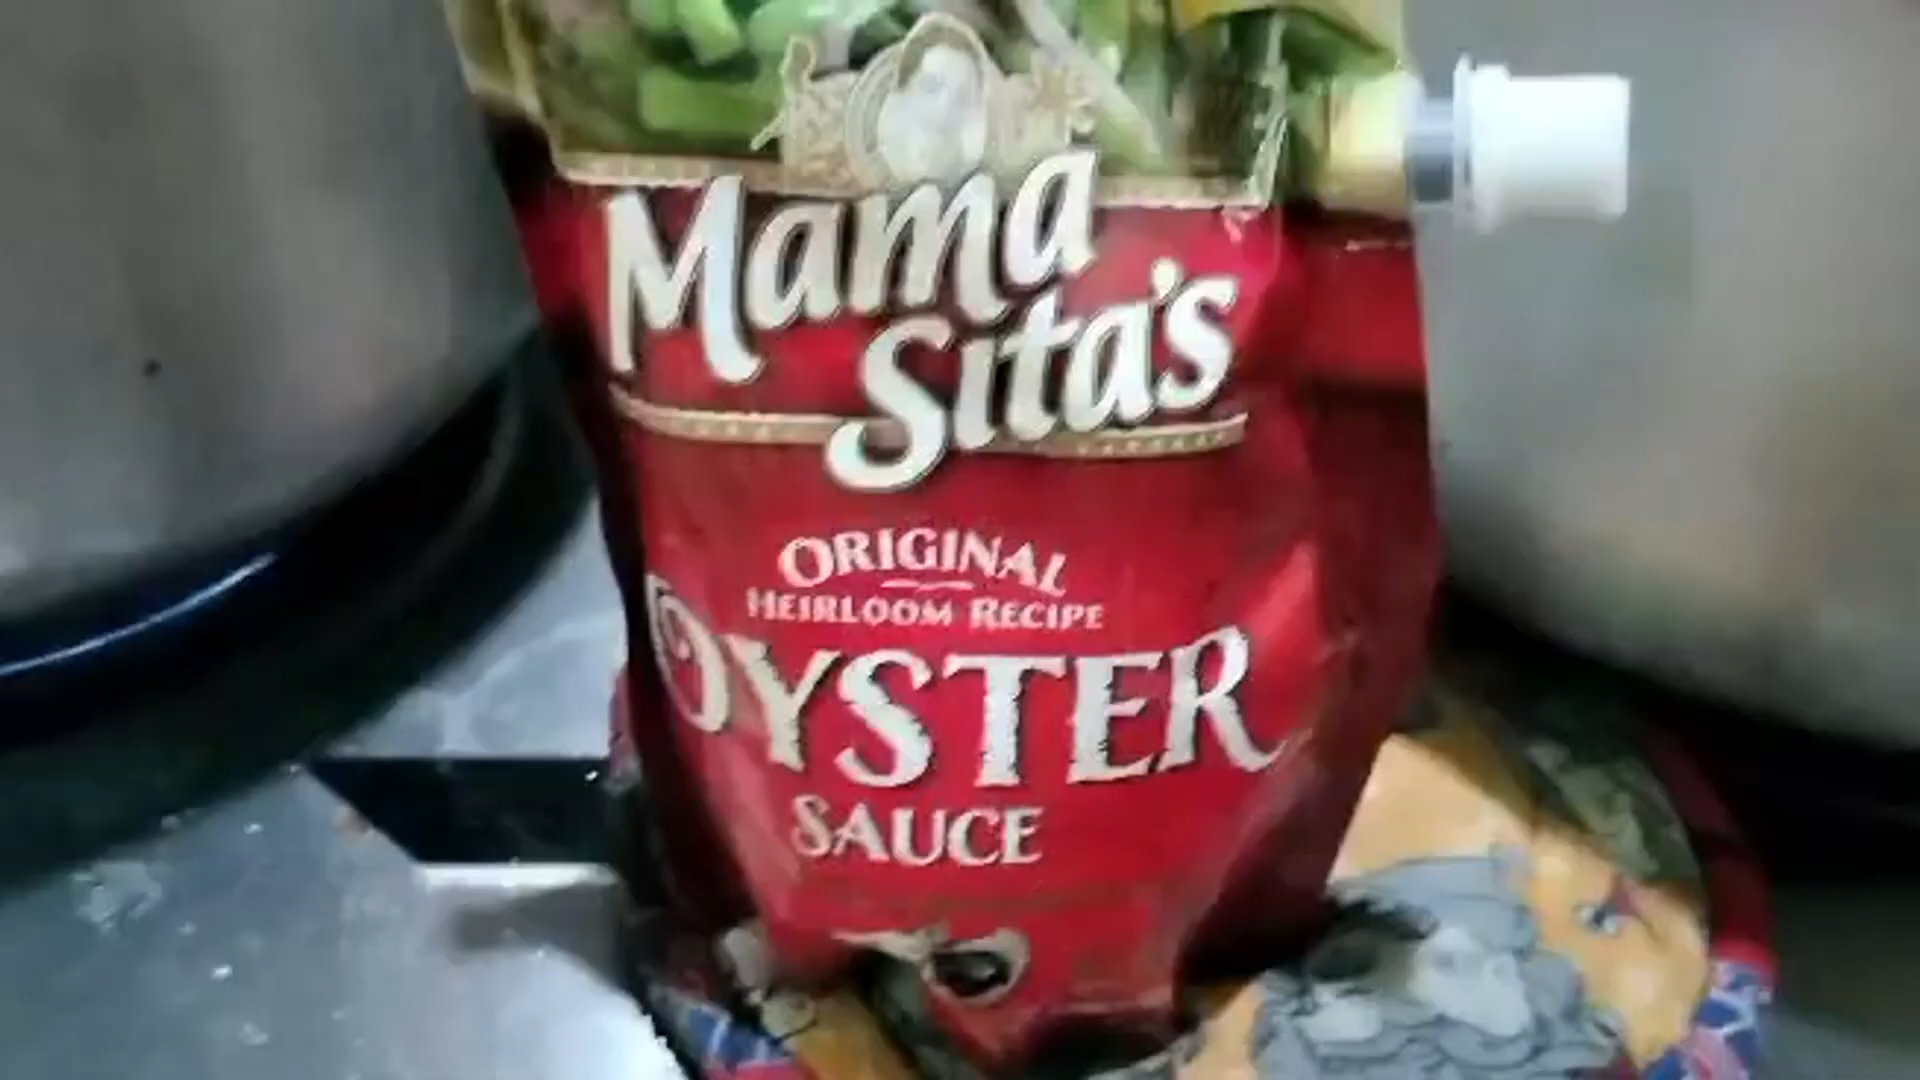 Mama
Sita's
ORIGINAL
HEIRLOOM RECIPE
OYSTER
SAUCE